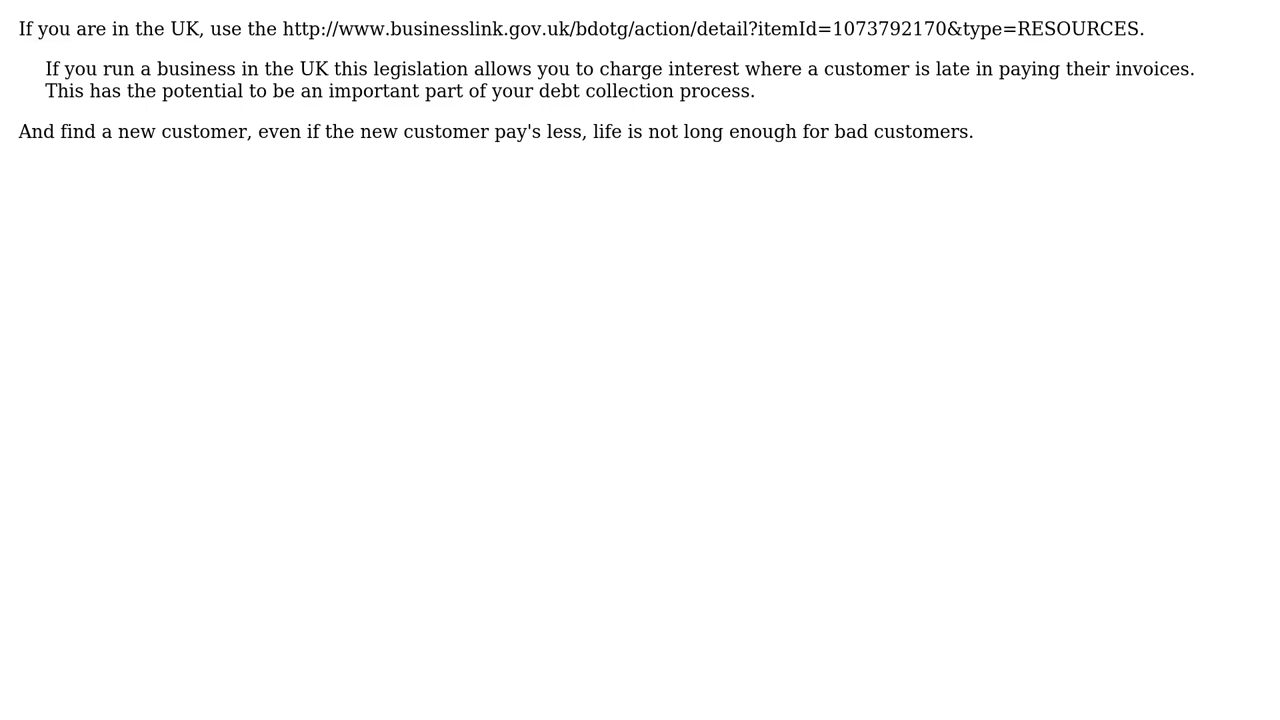 If you are in the UK, use the http://www.businesslink.gov.uk/bdotg/action/detail?itemId=1073792170&type=RESOURCES.
If you run a business in the UK this legislation allows you to charge interest where a customer is late in paying their invoices.
This has the potential to be an important part of your debt collection process.
And find a new customer, even if the new customer pay's less, life is not long enough for bad customers.